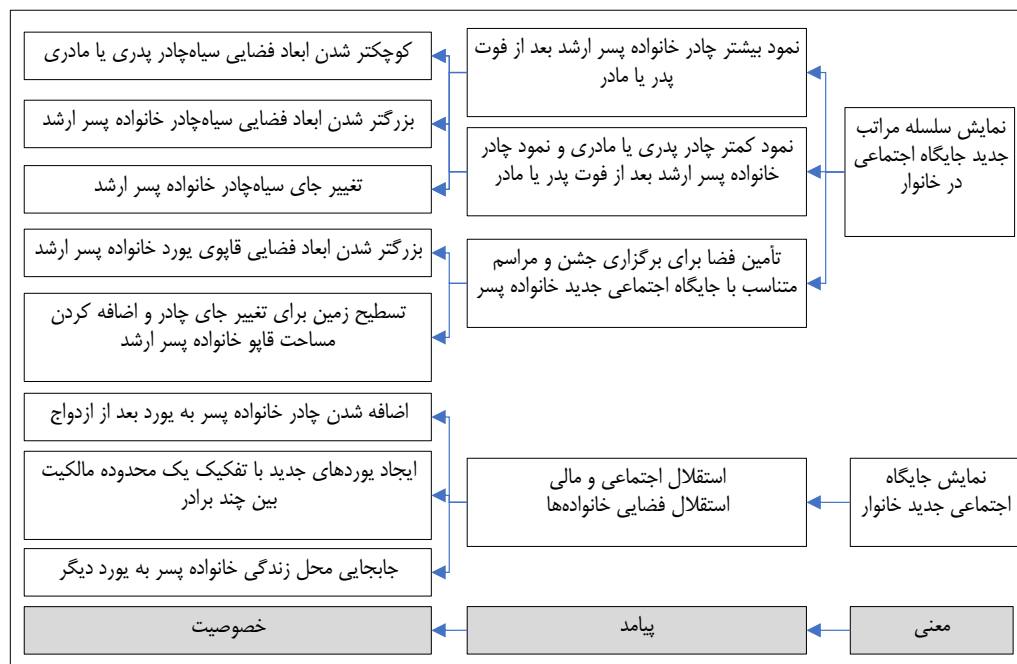 نمایش سلسله مراتب
جدید جایگاه اجتماعی
در خانوار
نمود بیشتر چادر خانواده پسر ارشد بعد از فوت
پدر یا مادر
نمود کمتر چادر پدری یا مادری و نمود چادر
خانواده پسر ارشد بعد از فوت پدر یا مادر
تأمین فضا برای برگزاری جشن و مراسم
متناسب با جایگاه اجتماعی جدید خانواده پسر
کوچکتر شدن ابعاد فضایی سیاه‌چادر پدری یا مادری
بزرگتر شدن ابعاد فضایی سیاه‌چادر خانواده پسر ارشد
تغییر جای سیاه‌چادر خانواده پسر ارشد
بزرگتر شدن ابعاد فضایی قاپوی یورد خانواده پسر ارشد
تسطیح زمین برای تغییر جای چادر و اضافه کردن
مساحت قاپو خانواده پسر ارشد
نمایش جایگاه
اجتماعی جدید خانوار
استقلال اجتماعی و مالی
استقلال فضایی خانواده‌ها
اضافه شدن چادر خانواده پسر به یورد بعد از ازدواج
ایجاد یوردهای جدید با تفکیک یک محدوده مالکیت
بین چند برادر
جابجایی محل زندگی خانواده پسر به یورد دیگر
معنی
پیامد
خصوصیت